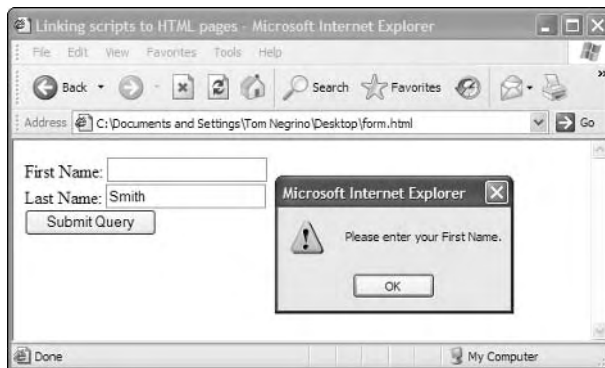 Linking scripts to HTML pages - Microsoft Internet Explorer
File Edit View Favorites Tools Help
Back Search Favorites
Address C:\Documents and Settings\Tom Negrino\Desktop\form.html Go
First Name:
Last Name: Smith
Submit Query
Microsoft Internet Explorer
Please enter your First Name.
OK
Done My Computer